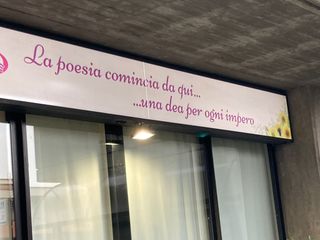 La poesia comincia da qui...
...una dea per ogni impero